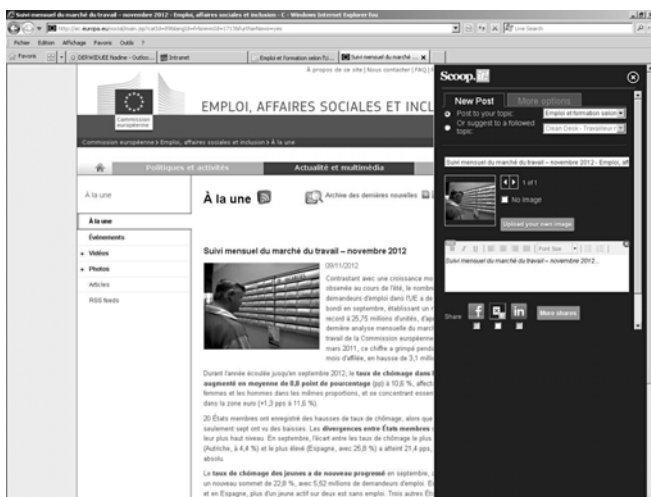 Suivi mensuel du marché du travail – novembre 2012 - Emploi, affaires sociales et inclusion - C - Windows Internet Explorer
Live Search
Fichier Edition Affichage Favoris Outils ?
Favoris
Intranet
Emploi et formation selon l'U...
Suivi mensuel du marché ...
A propos de ce site | Nous contacter | FAQ |
Commission
européenne
EMPLOI, AFFAIRES SOCIALES ET INCL
Commission européenne > Emploi, affaires sociales et inclusion > À la une
Politiques et activités
Actualité et multimédia
À la une
À la une
Événements
Vidéos
Photos
Articles
RSS feeds
À la une
Archive des dernières nouvelles
Suivi mensuel du marché du travail – novembre 2012
09/11/2012
Contrastant avec une croissance mo
observée au cours de l'été, le nombr
demandeurs d'emploi dans l'UE a de
bondi en septembre, établissant un r
record à 25,75 millions d'unités, d'apr
dernière analyse mensuelle du march
travail de la Commission européenne
mars 2011, ce chiffre a grimpé penda
mois d'affilée, en hausse de 3,1 milli
Durant l'année écoulée jusqu'en septembre 2012, le taux de chômage dans l
augmenté en moyenne de 0,8 point de pourcentage (pp) à 10,6 %, affect
femmes et les hommes dans les mêmes proportions, et se concentrant essen
dans la zone euro (+1,3 pps à 11,6 %).
20 États membres ont enregistré des hausses de taux de chômage, alors que
seulement sept ont vu des baisses. Les divergences entre États membres
leur plus haut niveau. En septembre, l'écart entre les taux de chômage le plus
(Autriche, à 4,4 %) et le plus élevé (Espagne, avec 25,8 %) a atteint 21,4 pps,
absolu.
Le taux de chômage des jeunes a de nouveau progressé en septembre,
un nouveau sommet de 22,8 %, avec 5,52 millions de demandeurs d'emploi. E
et en Espagne, plus d'un jeune actif sur deux est sans emploi. Trois autres Ét
Scoop.it!
New Post
More options
Post to your topic:
Emploi et formation selon
Or suggest to a followed
topic:
Clean Desk - Travailleur n
Suivi mensuel du marché du travail – novembre 2012 - Emploi, aff
1 of 1
No image
Upload your own image
B I U
Font Size
Suivi mensuel du marché du travail – novembre 2012...
Share
More shares